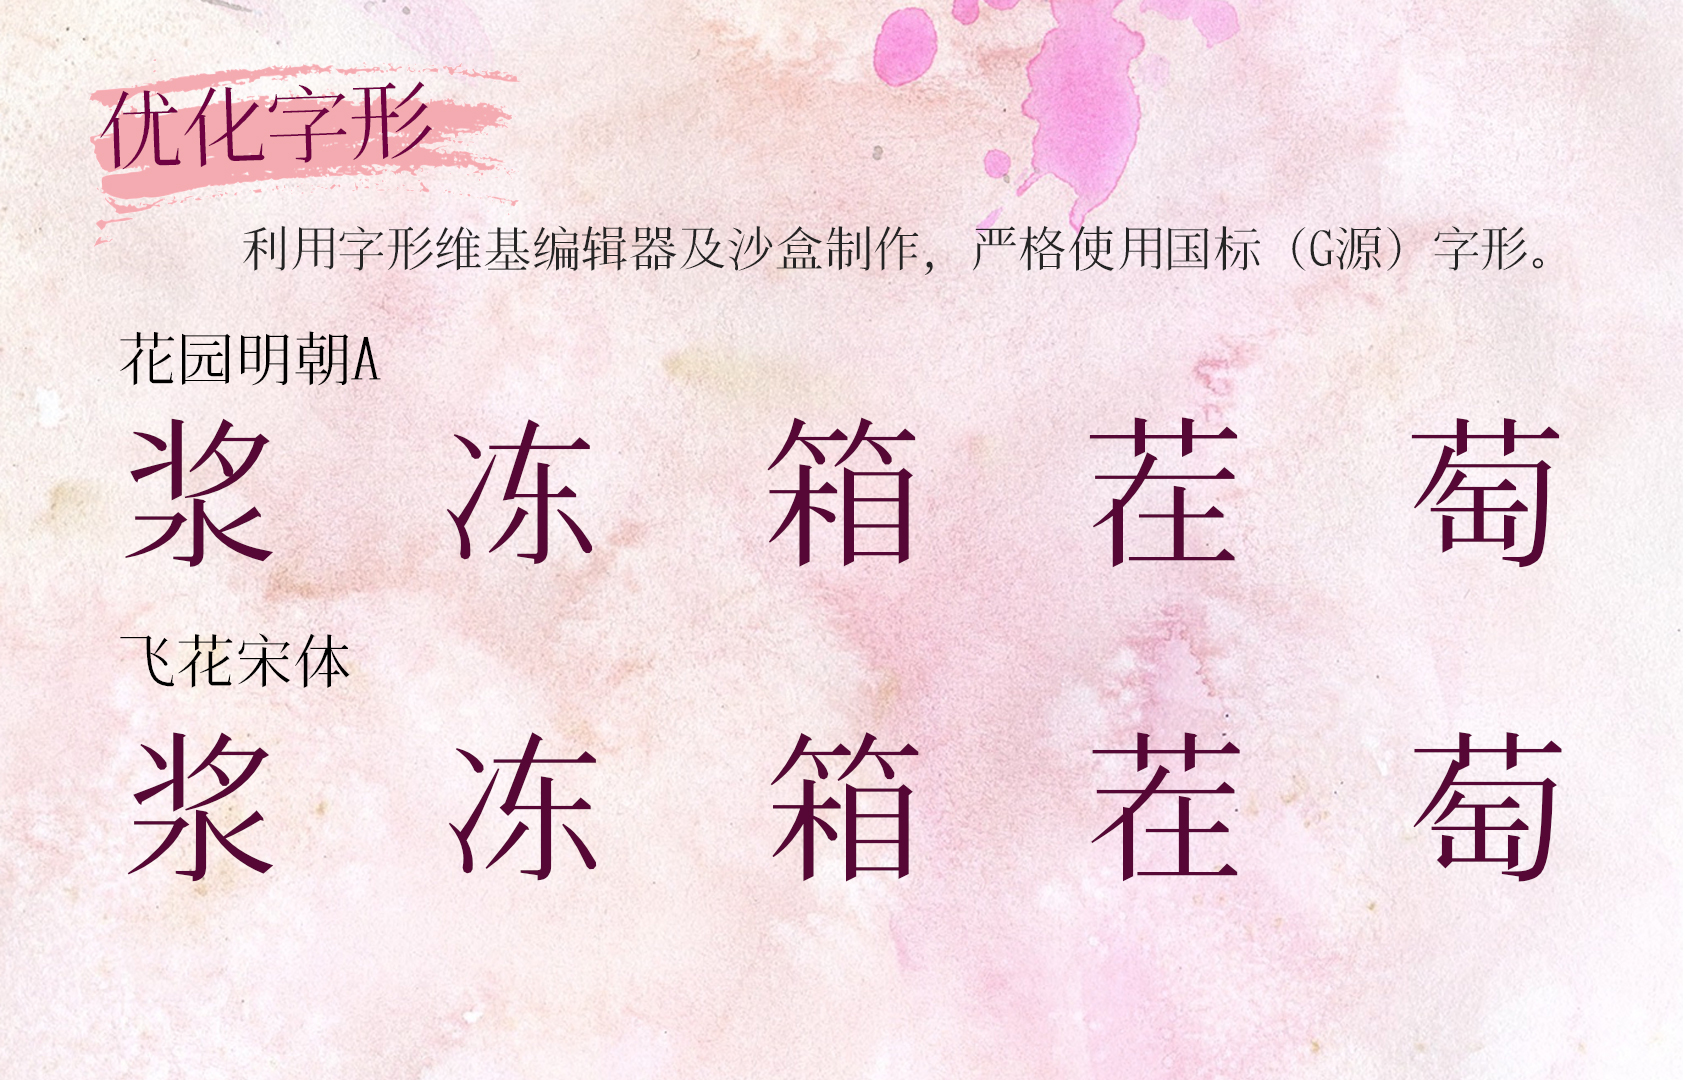 优化字形
利用字形维基编辑器及沙盒制作，严格使用国标（G源）字形。
花园明朝A
浆 冻 箱 茬 萄
飞花宋体
浆 冻 箱 茬 萄